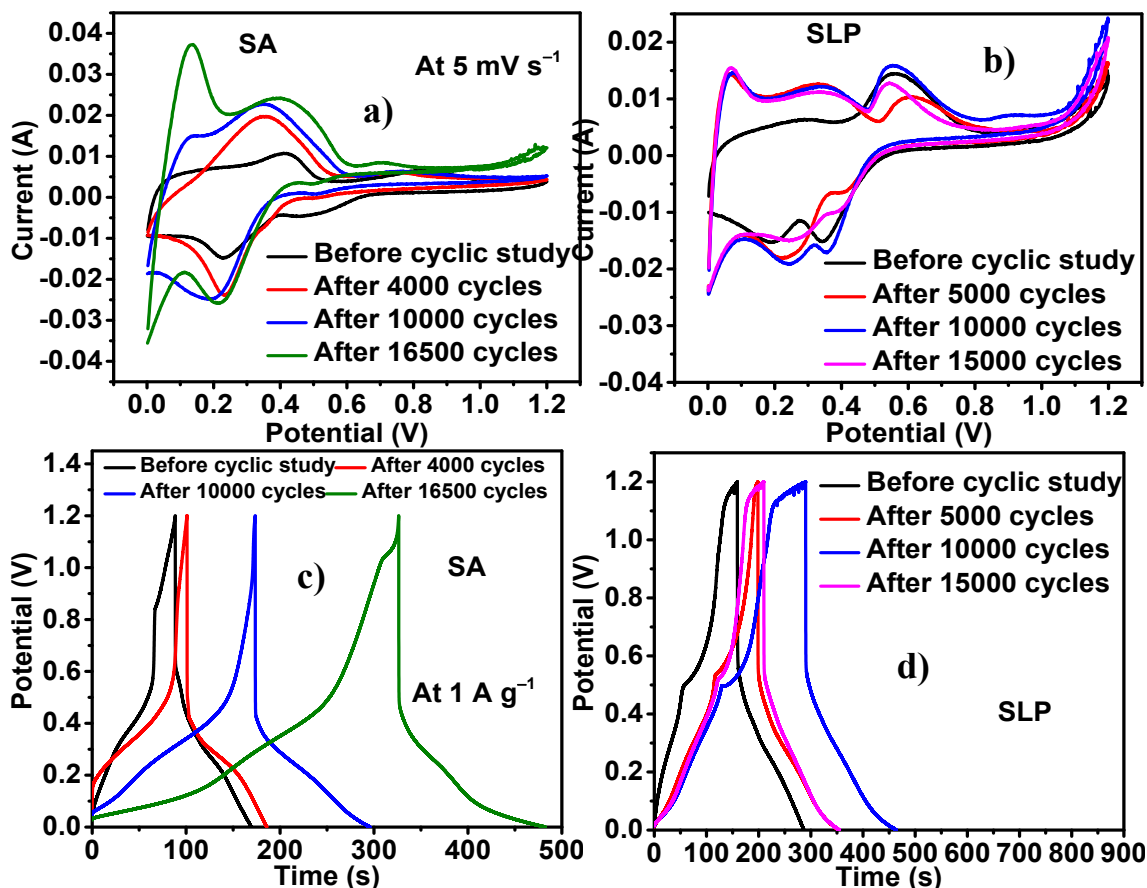 SA
At 5 mV s⁻¹
a)
0.04
0.03
0.02
0.01
0.00
-0.01
-0.02
-0.03
-0.04
Current (A)
Before cyclic study
After 4000 cycles
After 10000 cycles
After 16500 cycles
0.0 0.2 0.4 0.6 0.8 1.0 1.2
Potential (V)
SLP
b)
0.02
0.01
0.00
-0.01
-0.02
-0.03
-0.04
Current (A)
Before cyclic study
After 5000 cycles
After 10000 cycles
After 15000 cycles
0.0 0.2 0.4 0.6 0.8 1.0 1.2
Potential (V)
Before cyclic study After 4000 cycles
After 10000 cycles After 16500 cycles
1.4
1.2
1.0
0.8
0.6
0.4
0.2
0.0
Potential (V)
c)
SA
At 1 A g⁻¹
0 100 200 300 400 500
Time (s)
1.2
1.0
0.8
0.6
0.4
0.2
0.0
Potential (V)
Before cyclic study
After 5000 cycles
After 10000 cycles
After 15000 cycles
d)
SLP
0 100 200 300 400 500 600 700 800 900
Time (s)